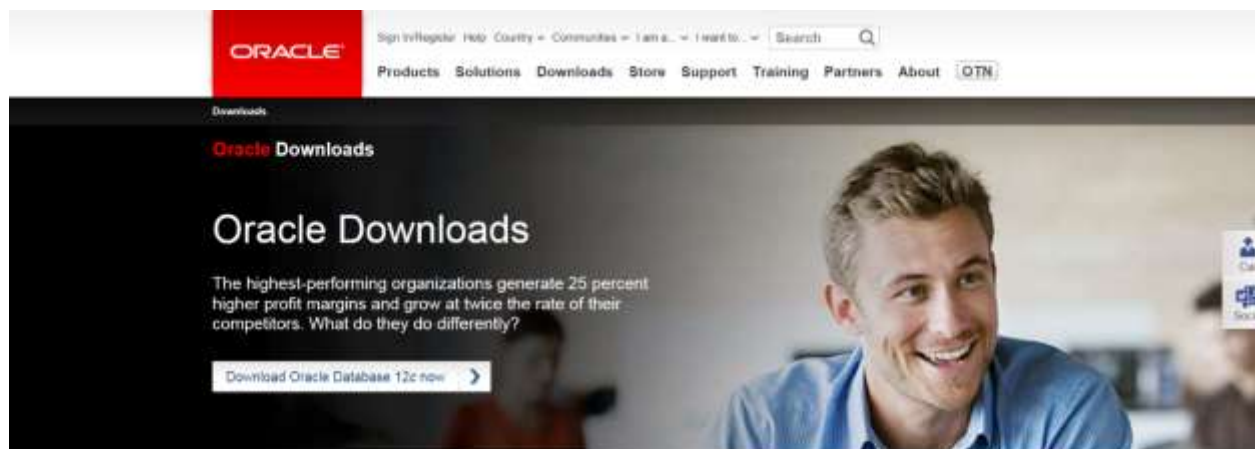 ORACLE
Sign In/Register Help Country Communities I am a... I want to... Search
Products Solutions Downloads Store Support Training Partners About OTN
Downloads
Oracle Downloads
Oracle Downloads
The highest-performing organizations generate 25 percent
higher profit margins and grow at twice the rate of their
competitors. What do they do differently?
Download Oracle Database 12c now